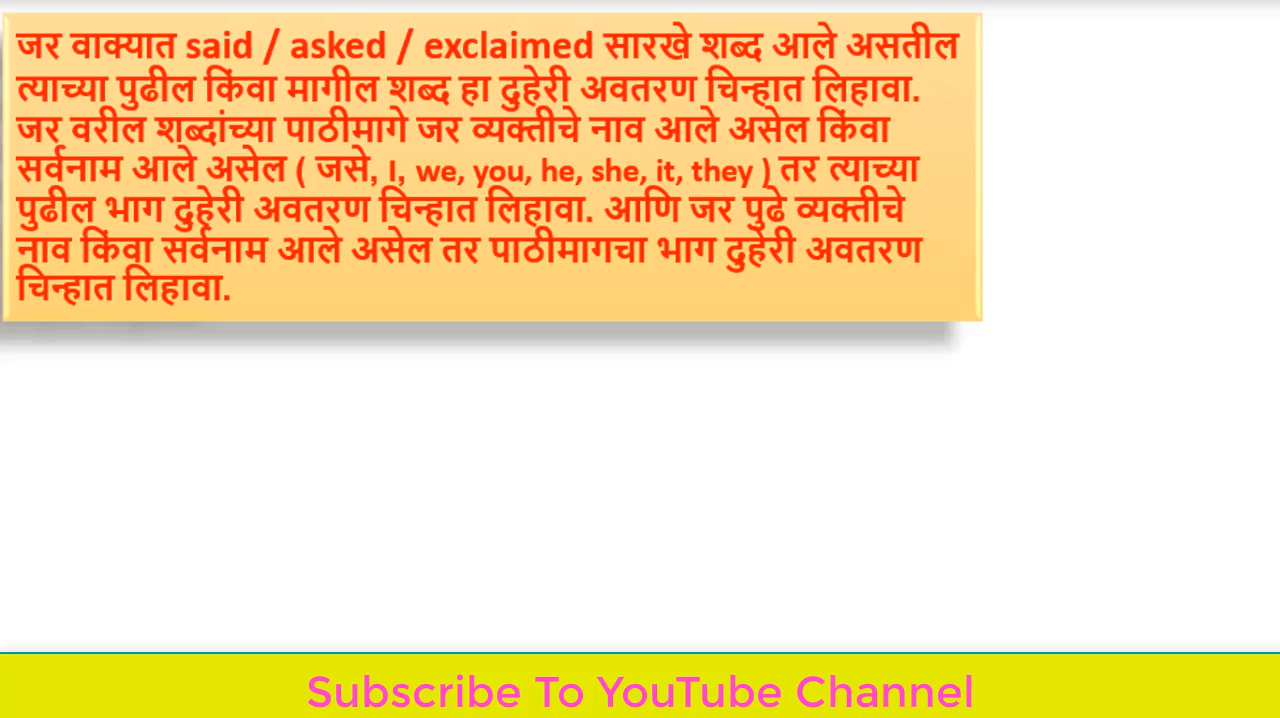 जर वाक्यात said / asked / exclaimed सारखे शब्द आले असतील
त्याच्या पुढील किंवा मागील शब्द हा दुहेरी अवतरण चिन्हात लिहावा.
जर वरील शब्दांच्या पाठीमागे जर व्यक्तीचे नाव आले असेल किंवा
सर्वनाम आले असेल ( जसे, I, we, you, he, she, it, they ) तर त्याच्या
पुढील भाग दुहेरी अवतरण चिन्हात लिहावा. आणि जर पुढे व्यक्तीचे
नाव किंवा सर्वनाम आले असेल तर पाठीमागचा भाग दुहेरी अवतरण
चिन्हात लिहावा.
Subscribe To YouTube Channel